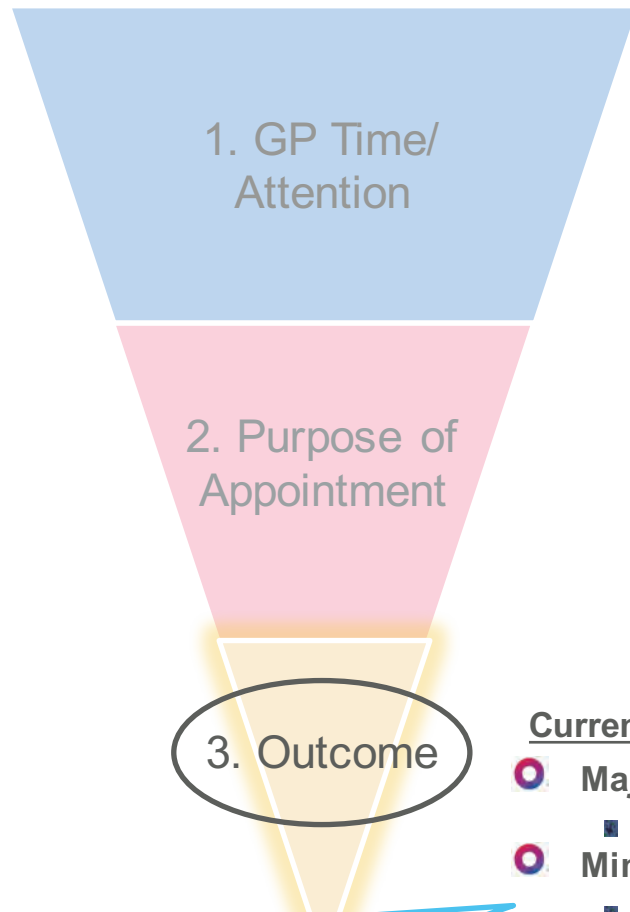 1. GP Time/
Attention
2. Purpose of
Appointment
3. Outcome